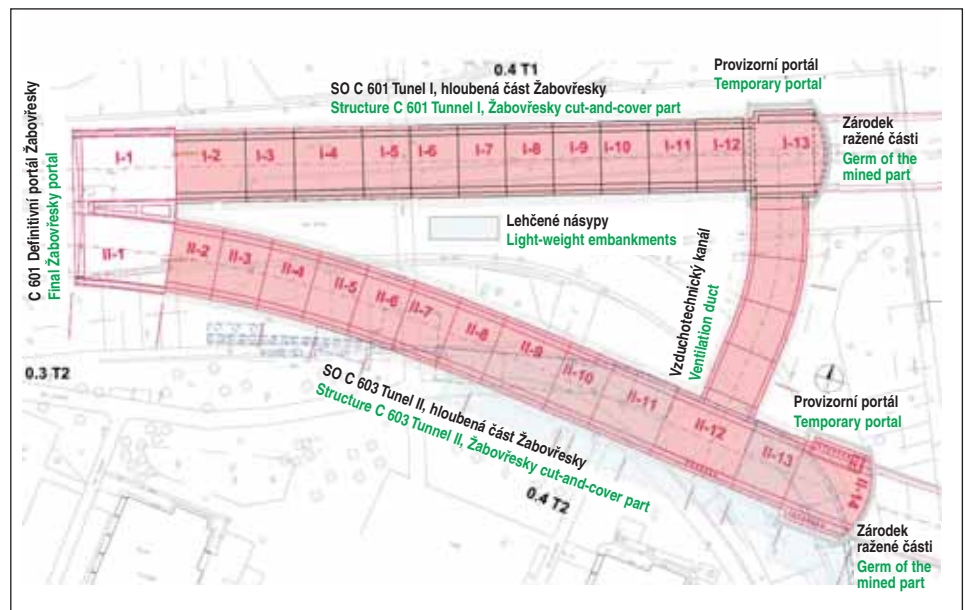 0.4 T1
SO C 601 Tunel I, hloubená část Žabovřesky
Structure C 601 Tunnel I, Žabovřesky cut-and-cover part
Provizorní portál
Temporary portal
Zárodek
ražené části
Germ of the
mined part
C 601 Definitivní portál Žabovřesky
Final Žabovřesky portal
I-1
I-2
I-3
I-4
I-5
I-6
I-7
I-8
I-9
I-10
I-11
I-12
I-13
Lehčené násypy
Light-weight embankments
Vzduchotechnický kanál
Ventilation duct
II-1
II-2
II-3
II-4
II-5
II-6
II-7
II-8
II-9
II-10
II-11
II-12
II-13
II-14
0.3 T2
SO C 603 Tunel II, hloubená část Žabovřesky
Structure C 603 Tunnel II, Žabovřesky cut-and-cover part
0.4 T2
Provizorní portál
Temporary portal
Zárodek
ražené části
Germ of the
mined part